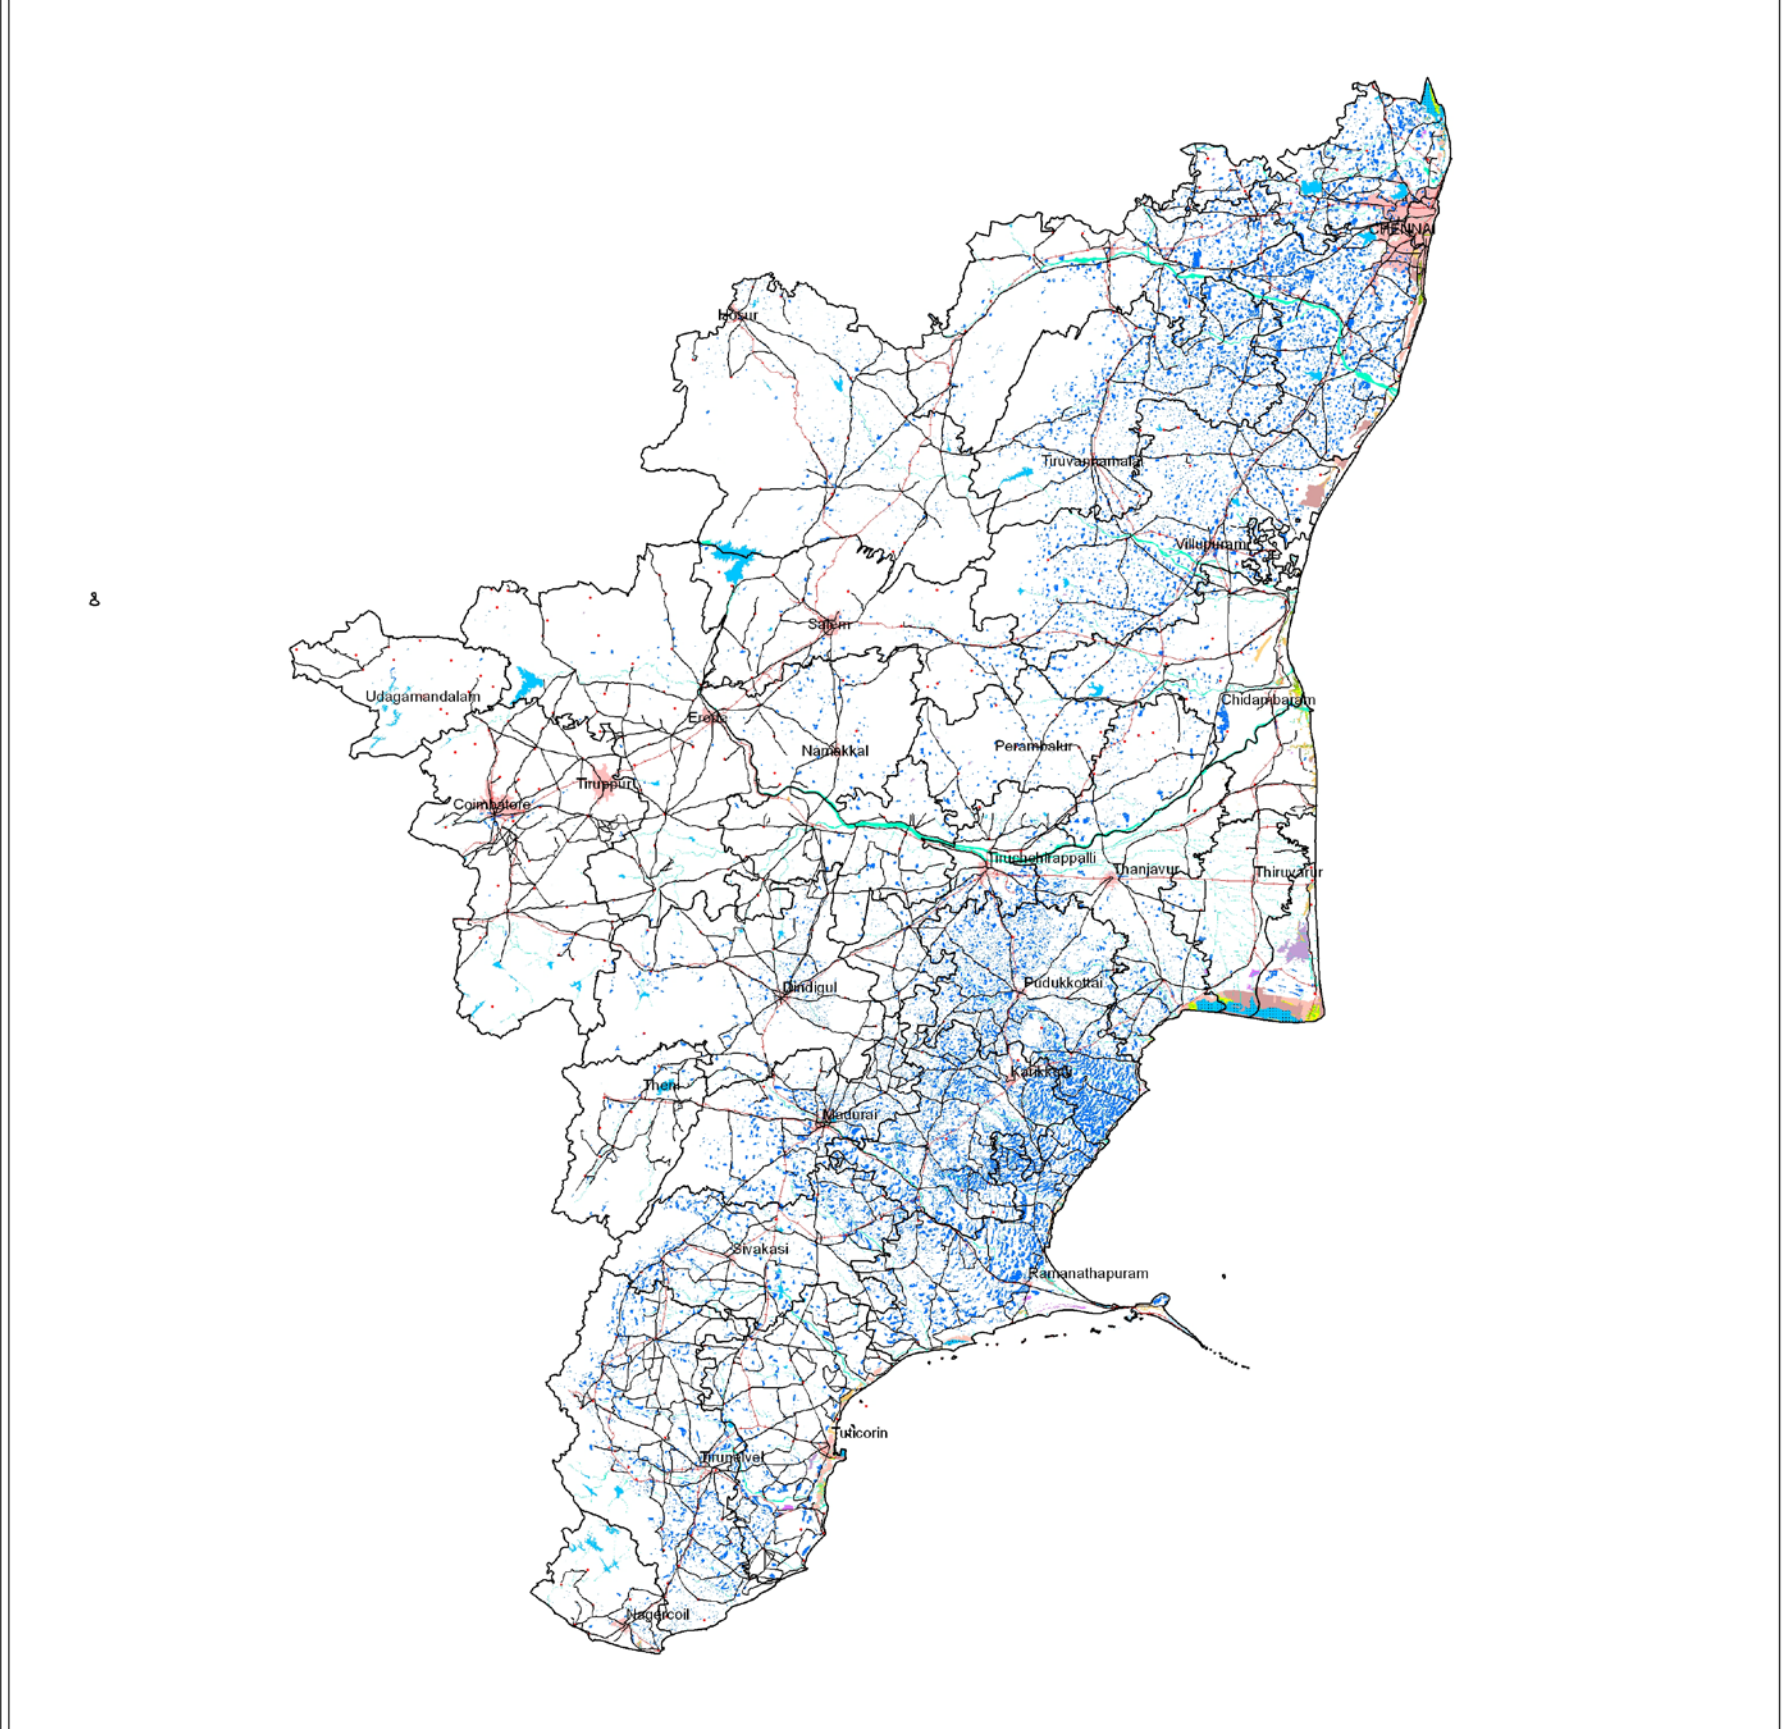 CHENNAI
Hosur
Tiruvannamalai
Villupuram
Salem
Udagamandalam
Chidambaram
Erode
Namakkal
Perambalur
Tiruppur
Coimbatore
Tiruchchirappalli
Thanjavur
Thiruvarur
Dindigul
Pudukkottai
Karikkudi
Theni
Madurai
Sivakasi
Ramanathapuram
Tuticorin
Tirunelveli
Nagercoil